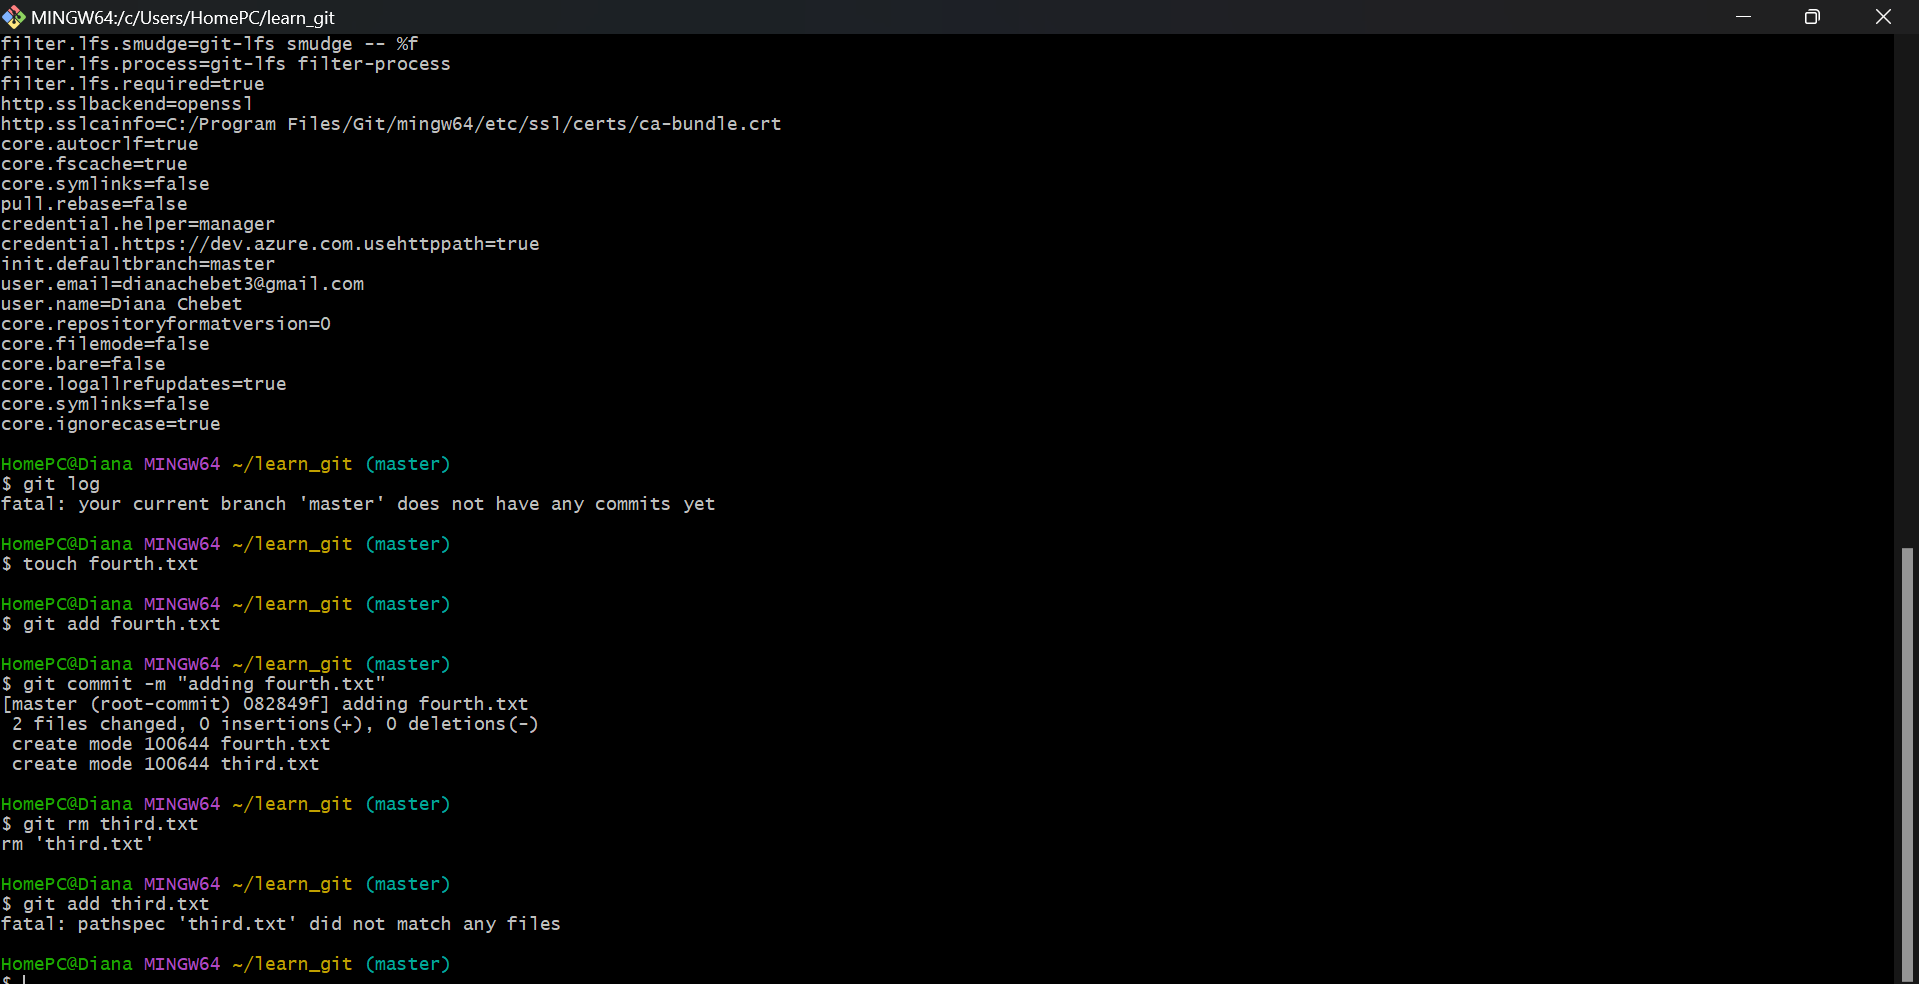 MINGW64:/c/Users/HomePC/learn_git
filter.lfs.smudge=git-lfs smudge -- %f
filter.lfs.process=git-lfs filter-process
filter.lfs.required=true
http.sslbackend=openssl
http.sslcainfo=C:/Program Files/Git/mingw64/etc/ssl/certs/ca-bundle.crt
core.autocrlf=true
core.fscache=true
core.symlinks=false
pull.rebase=false
credential.helper=manager
credential.https://dev.azure.com.usehttppath=true
init.defaultbranch=master
user.email=dianachebet3@gmail.com
user.name=Diana Chebet
core.repositoryformatversion=0
core.filemode=false
core.bare=false
core.logallrefupdates=true
core.symlinks=false
core.ignorecase=true
HomePC@Diana MINGW64 ~/learn_git (master)
$ git log
fatal: your current branch 'master' does not have any commits yet
HomePC@Diana MINGW64 ~/learn_git (master)
$ touch fourth.txt
HomePC@Diana MINGW64 ~/learn_git (master)
$ git add fourth.txt
HomePC@Diana MINGW64 ~/learn_git (master)
$ git commit -m "adding fourth.txt"
[master (root-commit) 082849f] adding fourth.txt
2 files changed, 0 insertions(+), 0 deletions(-)
create mode 100644 fourth.txt
create mode 100644 third.txt
HomePC@Diana MINGW64 ~/learn_git (master)
$ git rm third.txt
rm 'third.txt'
HomePC@Diana MINGW64 ~/learn_git (master)
$ git add third.txt
fatal: pathspec 'third.txt' did not match any files
HomePC@Diana MINGW64 ~/learn_git (master)
$